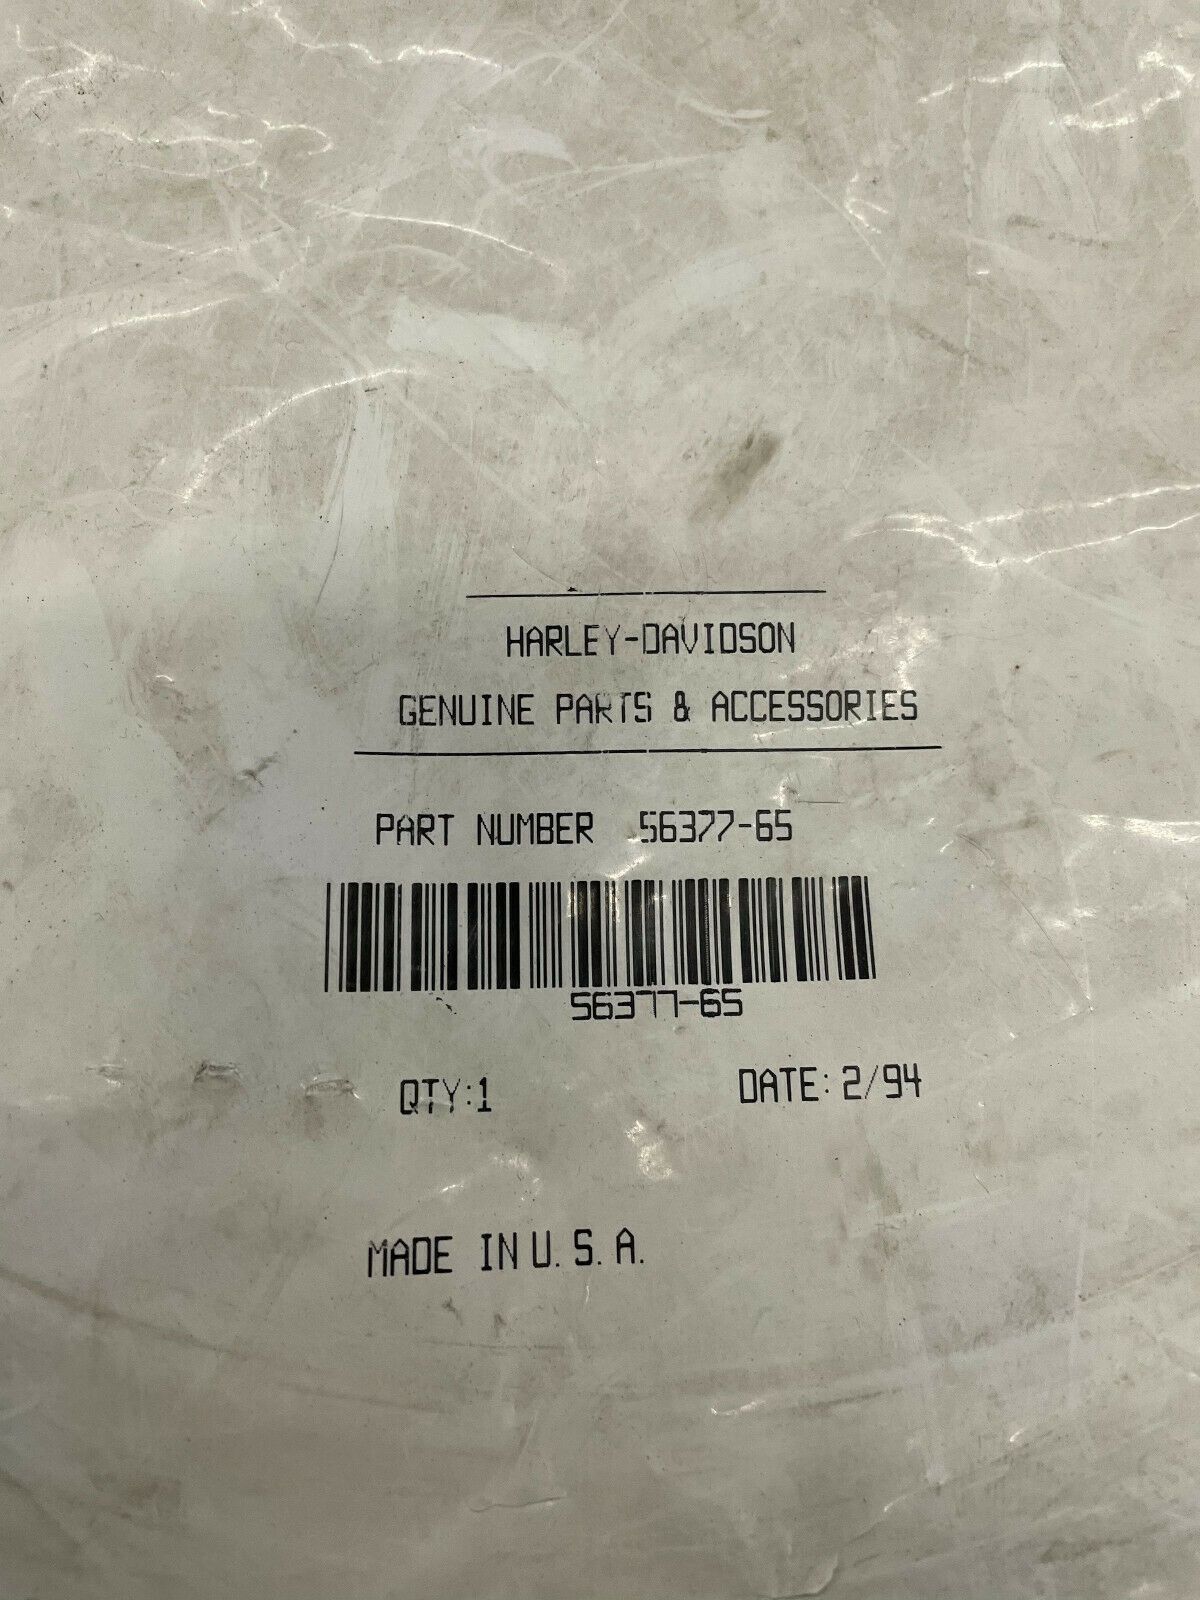 HARLEY-DAVIDSON
GENUINE PARTS & ACCESSORIES
PART NUMBER 56377-65
56377-65
QTY:1 DATE: 2/94
MADE IN U.S.A.